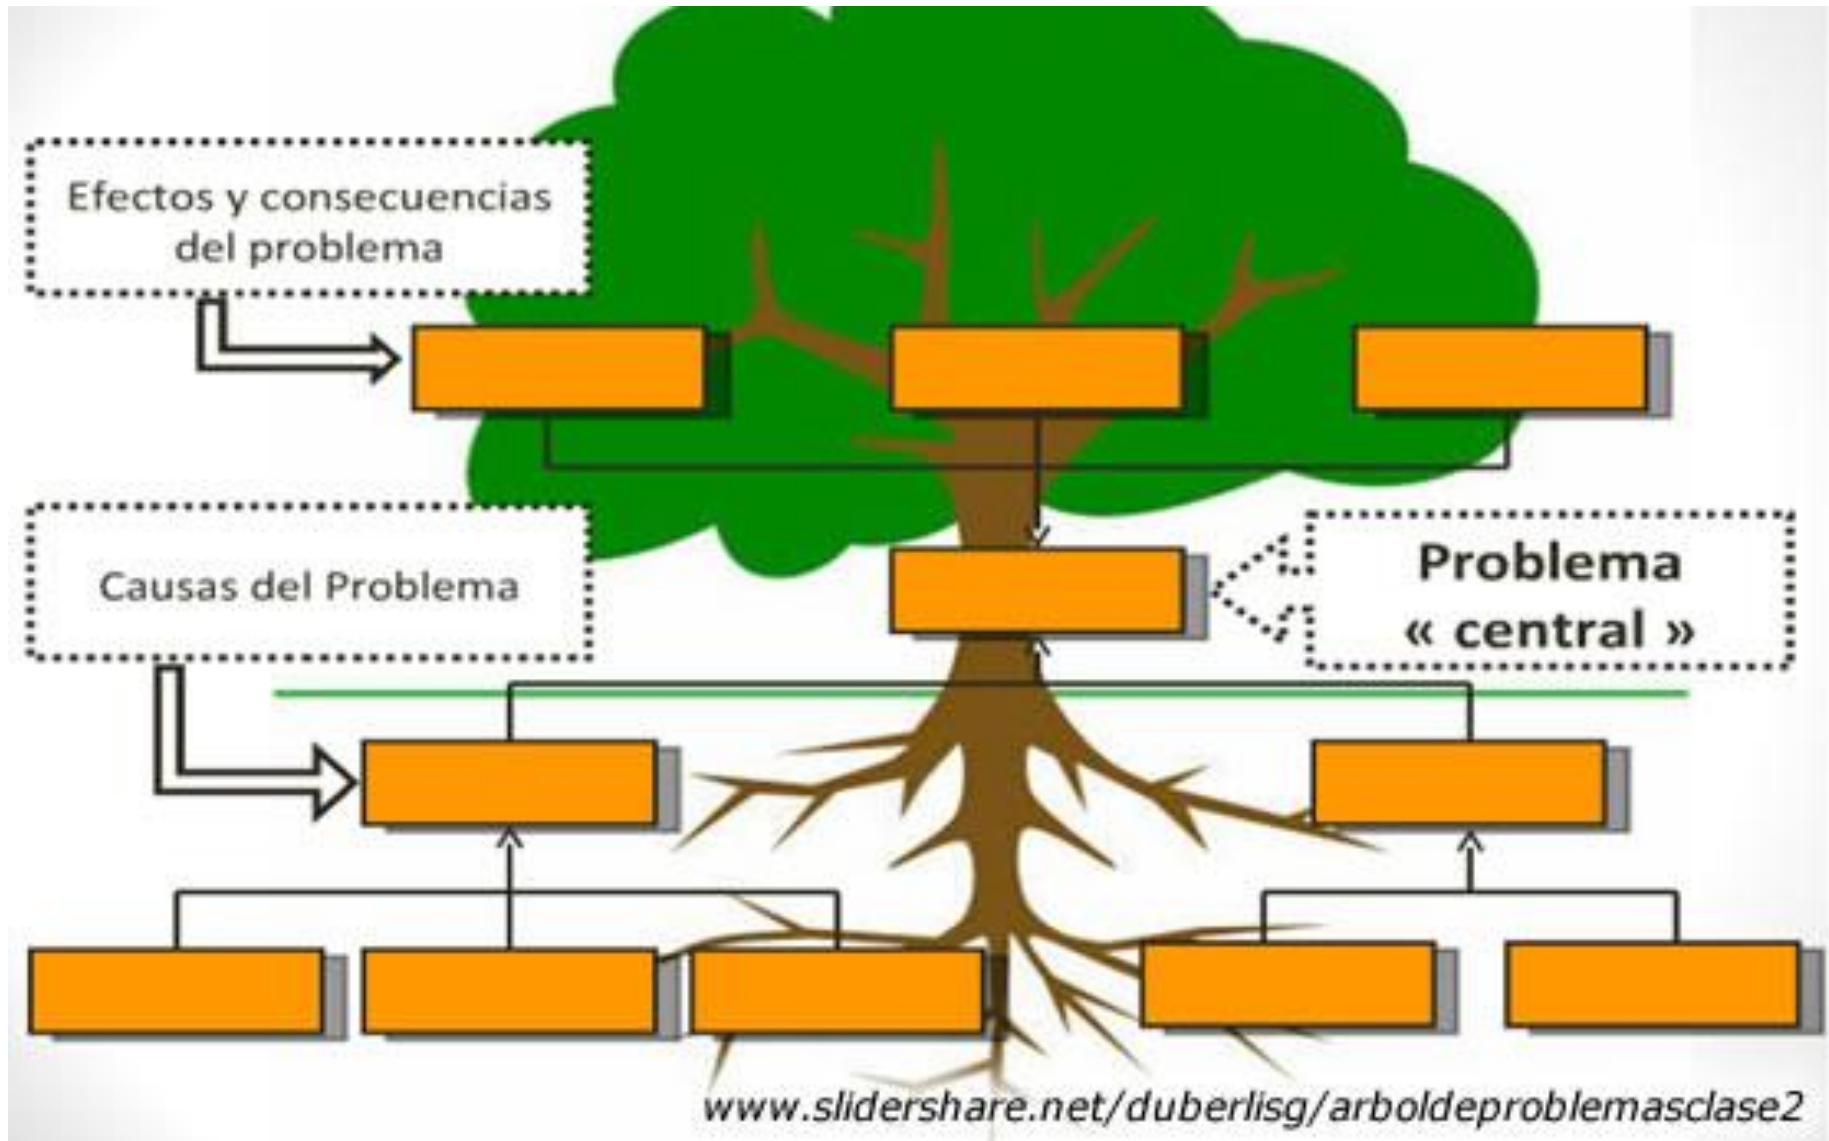 Efectos y consecuencias
del problema
Causas del Problema
Problema
« central »
www.slidershare.net/duberlisg/arboldeproblemasclase2